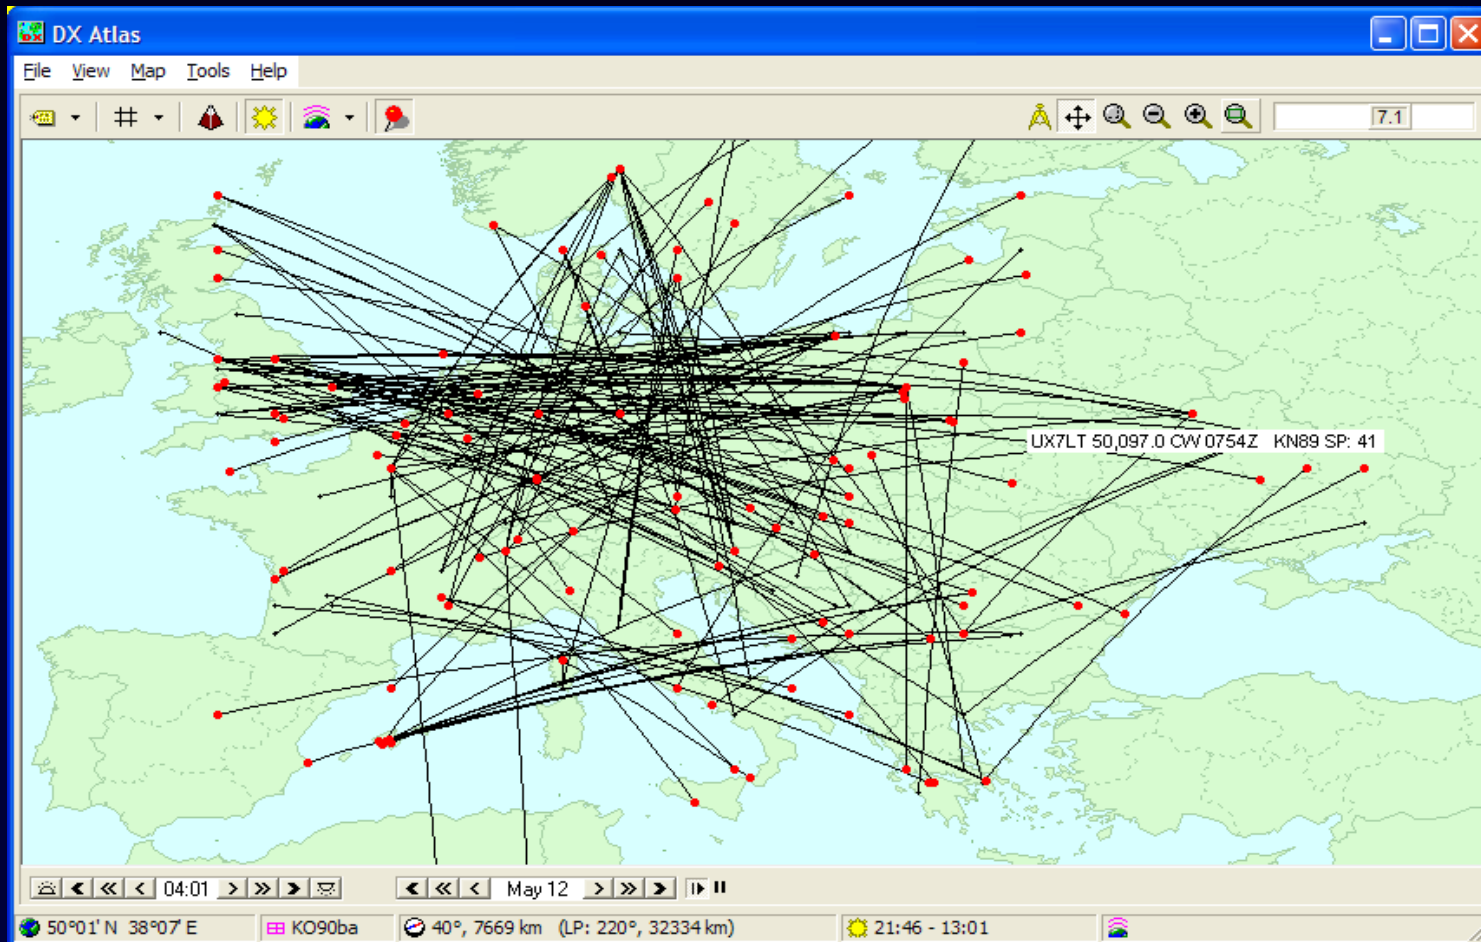 DX Atlas
File View Map Tools Help
7.1
UX7LT 50,097.0 CW 0754Z KN89 SP: 41
04:01 May 12
50°01' N 38°07' E KO90ba 40°, 7669 km (LP: 220°, 32334 km) 21:46 - 13:01